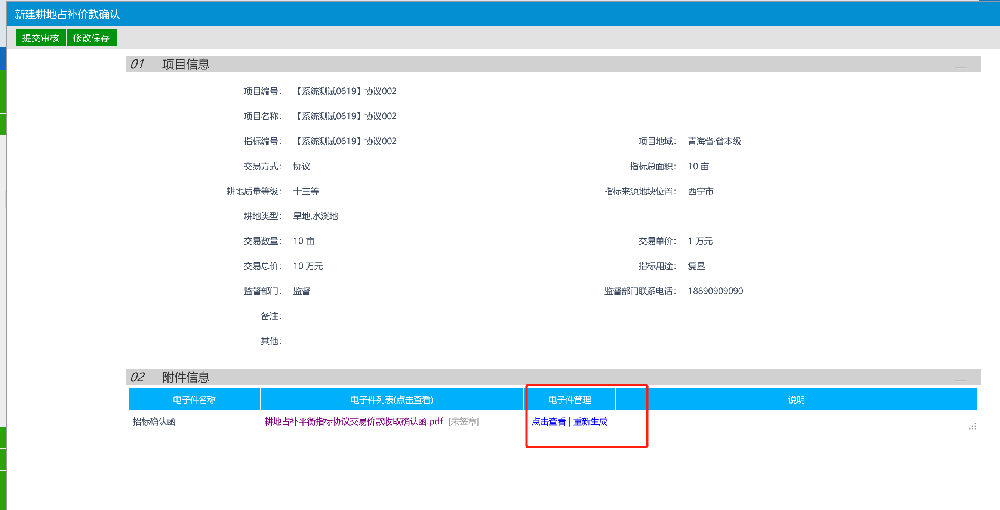 新建耕地占补价款确认
提交审核 修改保存
01 项目信息
项目编号： 【系统测试0619】协议002
项目名称： 【系统测试0619】协议002
指标编号： 【系统测试0619】协议002 项目地域： 青海省·省本级
交易方式： 协议 指标总面积： 10 亩
耕地质量等级： 十三等 指标来源地块位置： 西宁市
耕地类型： 旱地,水浇地
交易数量： 10 亩 交易单价： 1 万元
交易总价： 10 万元 指标用途： 复垦
监督部门： 监督 监督部门联系电话： 18890909090
备注：
其他：
02 附件信息
电子件名称 电子件列表(点击查看) 电子件管理 说明
招标确认函 耕地占补平衡指标协议交易价款收取确认函.pdf [未签章] 点击查看 | 重新生成